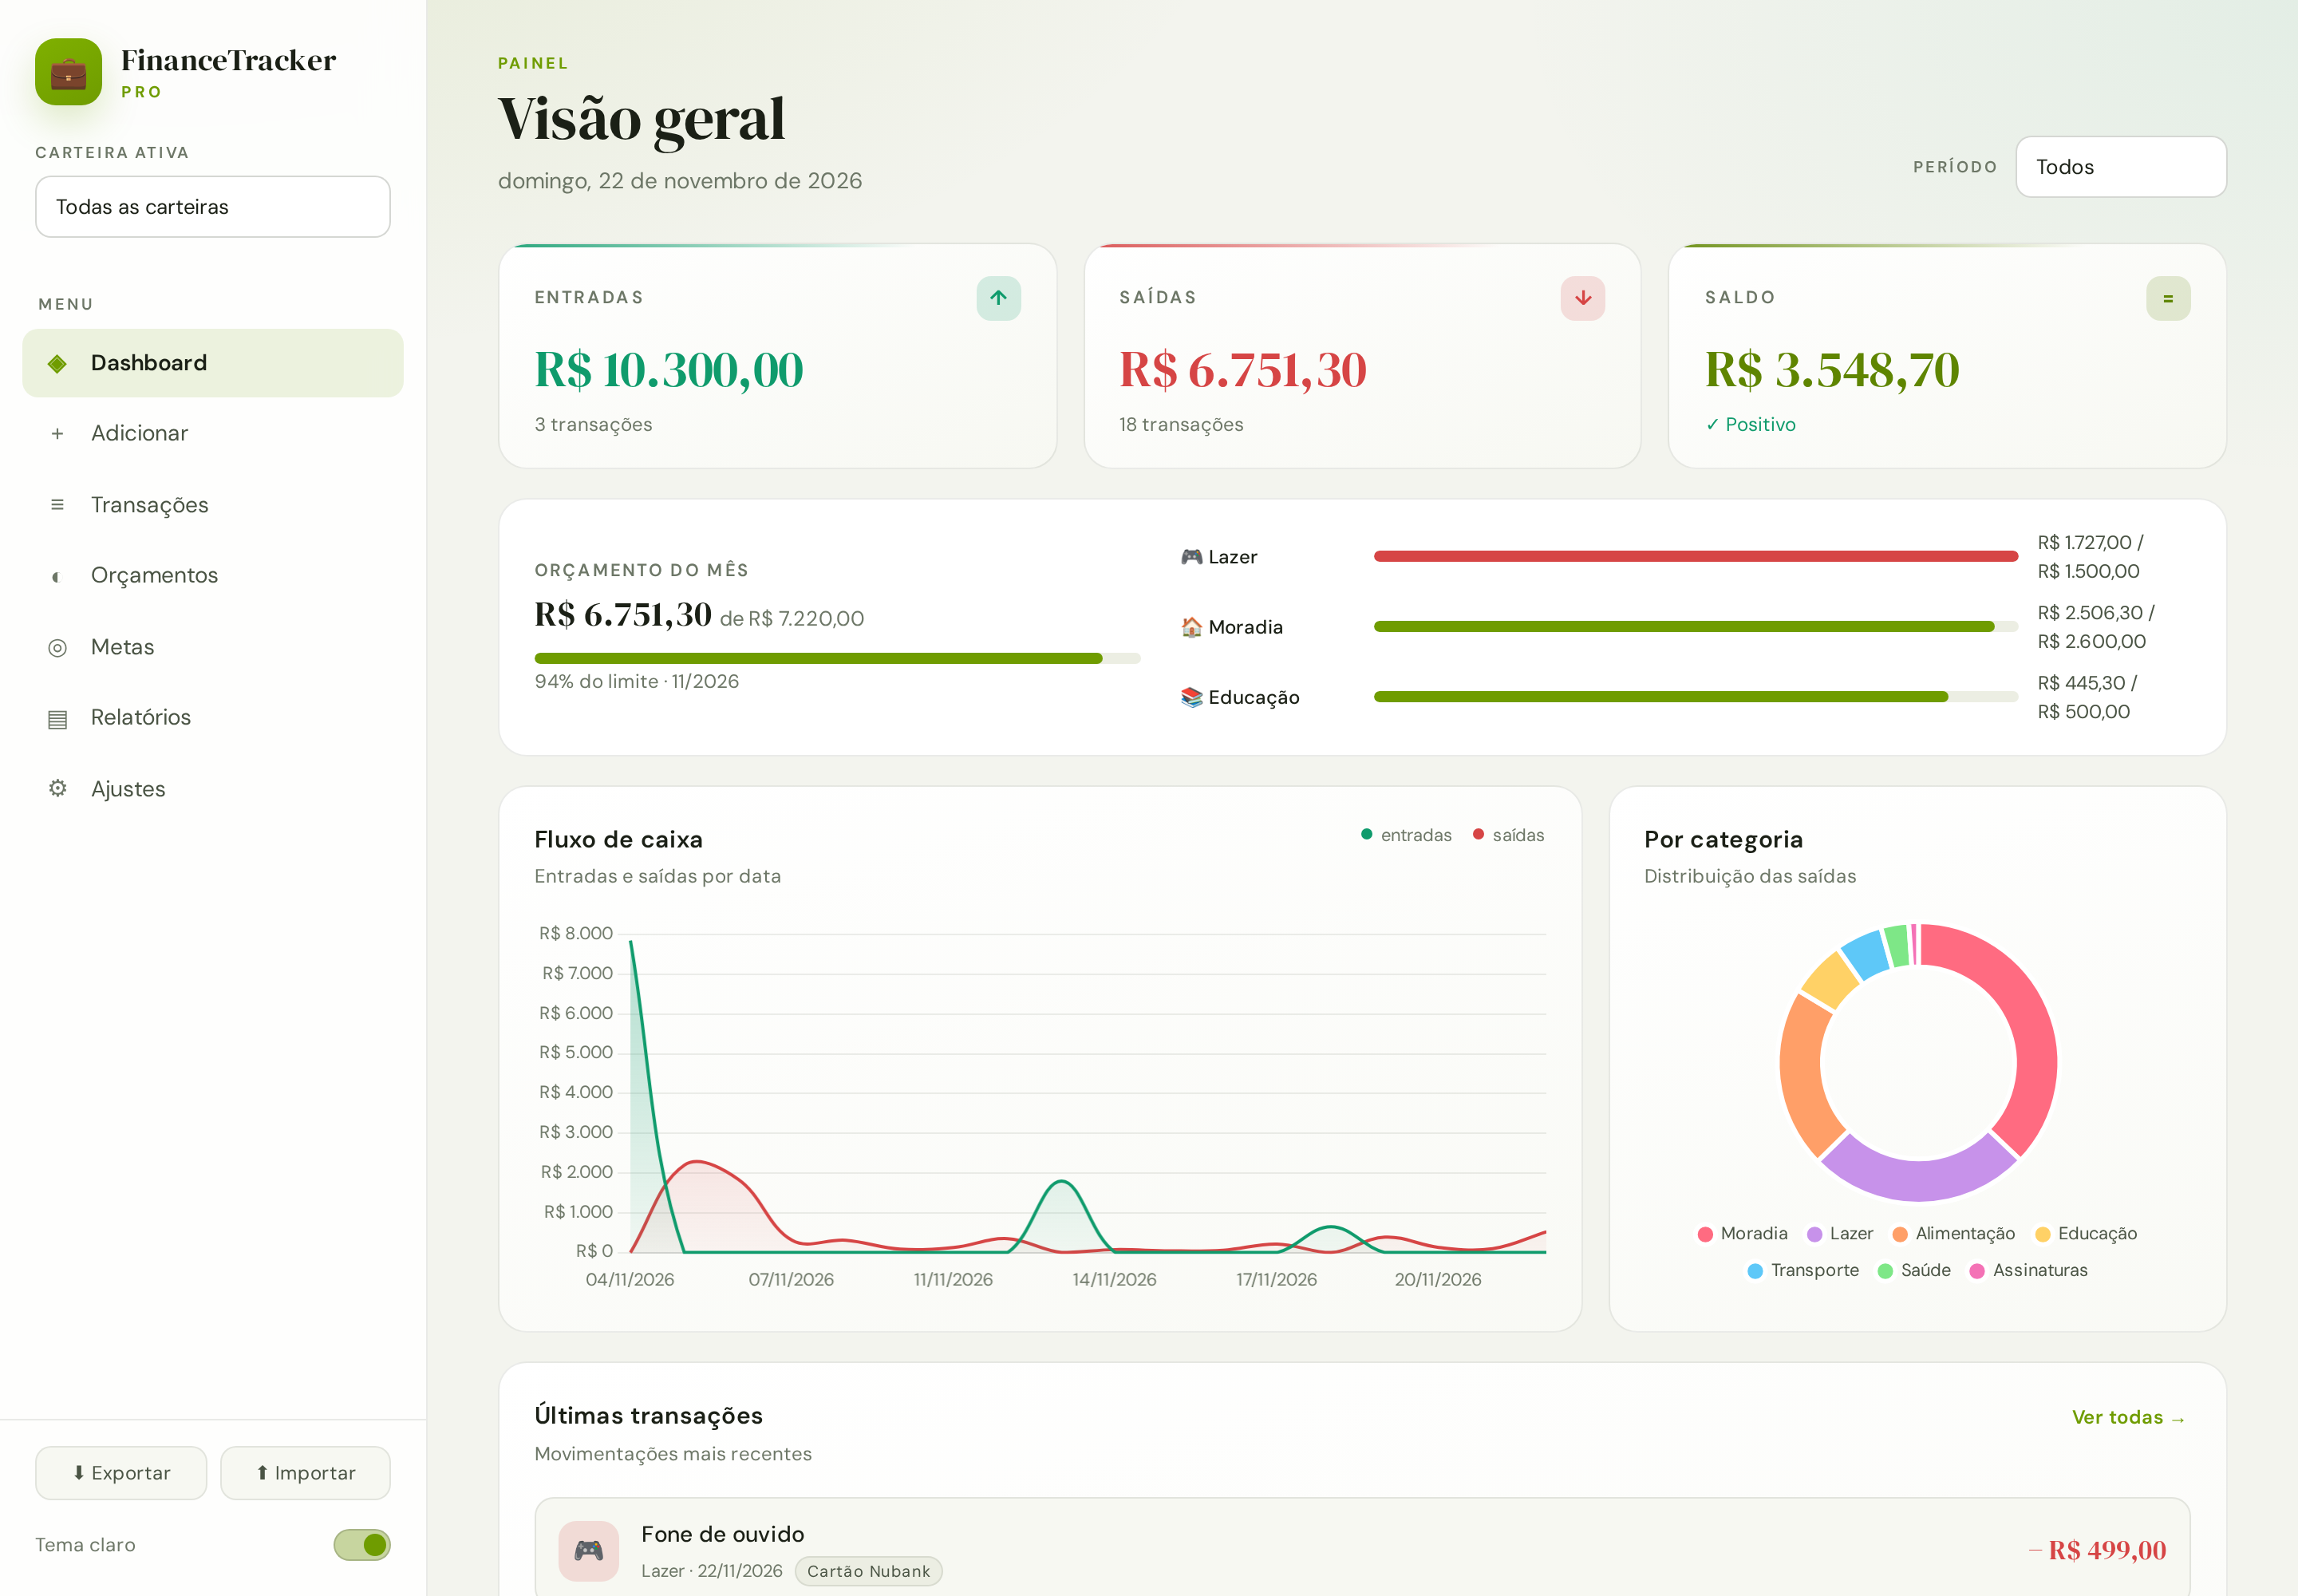 FinanceTracker
PRO
CARTEIRA ATIVA
Todas as carteiras
MENU
Dashboard
Adicionar
Transações
Orçamentos
Metas
Relatórios
Ajustes
Exportar
Importar
Tema claro
PAINEL
Visão geral
domingo, 22 de novembro de 2026
PERÍODO
Todos
ENTRADAS
R$ 10.300,00
3 transações
SAÍDAS
R$ 6.751,30
18 transações
SALDO
=
R$ 3.548,70
✓ Positivo
ORÇAMENTO DO MÊS
R$ 6.751,30 de R$ 7.220,00
94% do limite · 11/2026
Lazer
R$ 1.727,00 /
R$ 1.500,00
Moradia
R$ 2.506,30 /
R$ 2.600,00
Educação
R$ 445,30 /
R$ 500,00
Fluxo de caixa
Entradas e saídas por data
entradas
saídas
R$ 8.000
R$ 7.000
R$ 6.000
R$ 5.000
R$ 4.000
R$ 3.000
R$ 2.000
R$ 1.000
R$ 0
04/11/2026
07/11/2026
11/11/2026
14/11/2026
17/11/2026
20/11/2026
Por categoria
Distribuição das saídas
Moradia
Lazer
Alimentação
Educação
Transporte
Saúde
Assinaturas
Últimas transações
Movimentações mais recentes
Ver todas →
Fone de ouvido
Lazer · 22/11/2026
Cartão Nubank
− R$ 499,00